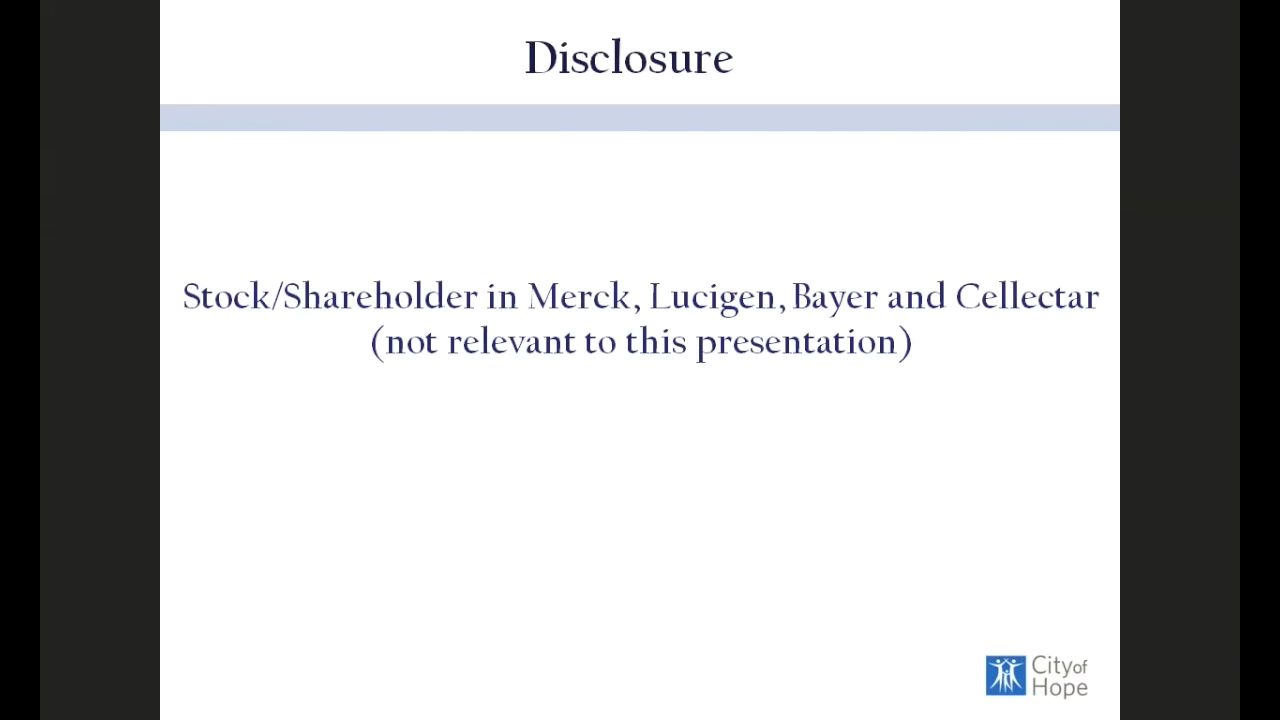 Disclosure
Stock/Shareholder in Merck, Lucigen, Bayer and Cellectar
(not relevant to this presentation)
City of
Hope